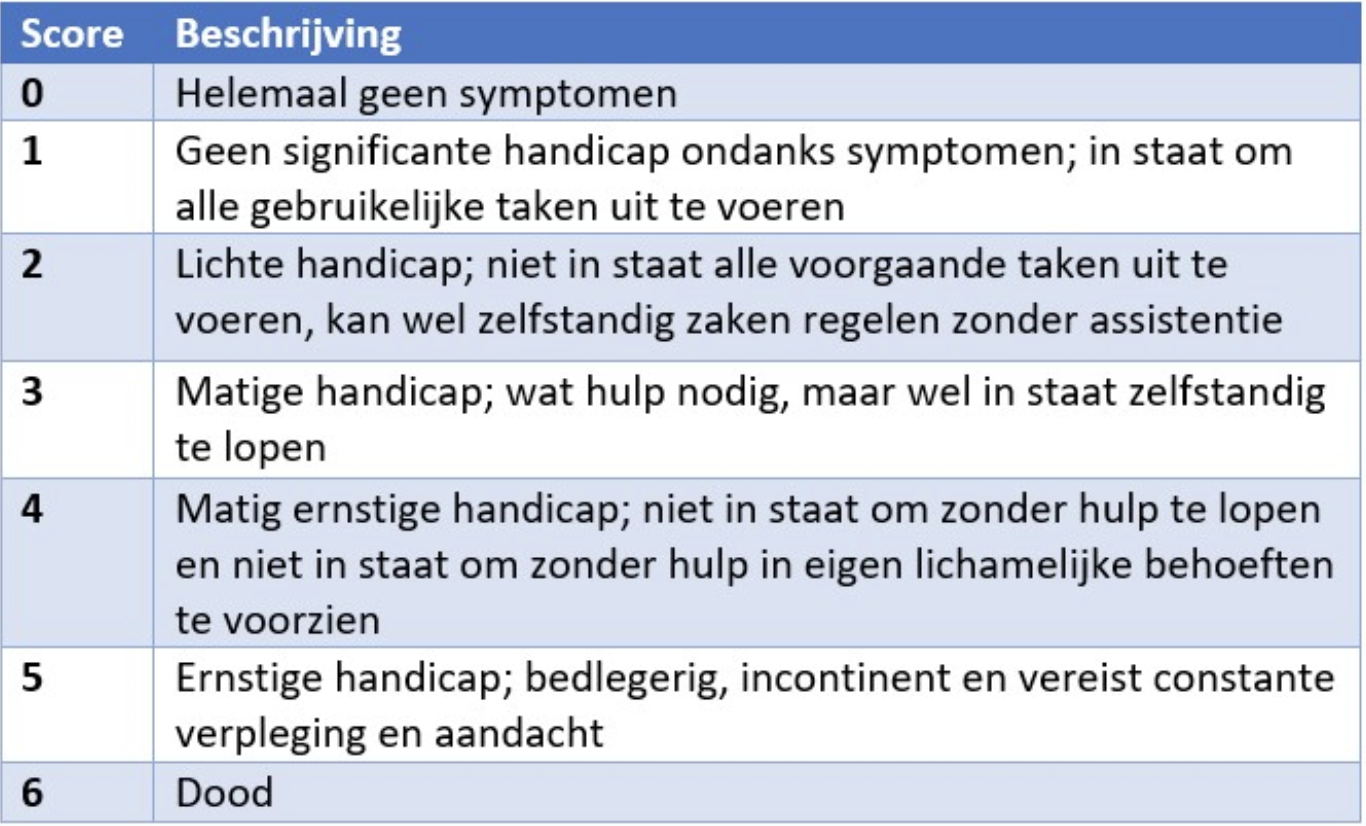 Score Beschrijving
0 Helemaal geen symptomen
1 Geen significante handicap ondanks symptomen; in staat om
alle gebruikelijke taken uit te voeren
2 Lichte handicap; niet in staat alle voorgaande taken uit te
voeren, kan wel zelfstandig zaken regelen zonder assistentie
3 Matige handicap; wat hulp nodig, maar wel in staat zelfstandig
te lopen
4 Matig ernstige handicap; niet in staat om zonder hulp te lopen
en niet in staat om zonder hulp in eigen lichamelijke behoeften
te voorzien
5 Ernstige handicap; bedlegerig, incontinent en vereist constante
verpleging en aandacht
6 Dood